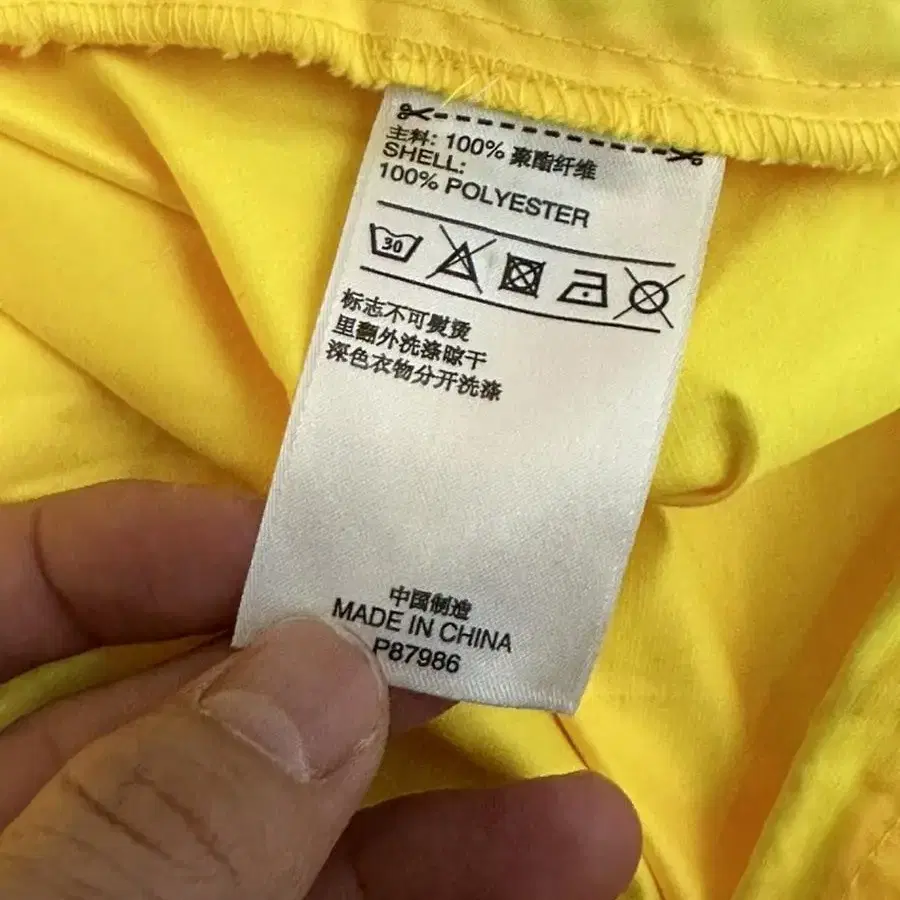 主料: 100% 聚酯纤维
SHELL:
100% POLYESTER
30
标志不可熨烫
里翻外洗涤晾干
深色衣物分开洗涤
中国制造
MADE IN CHINA
P87986